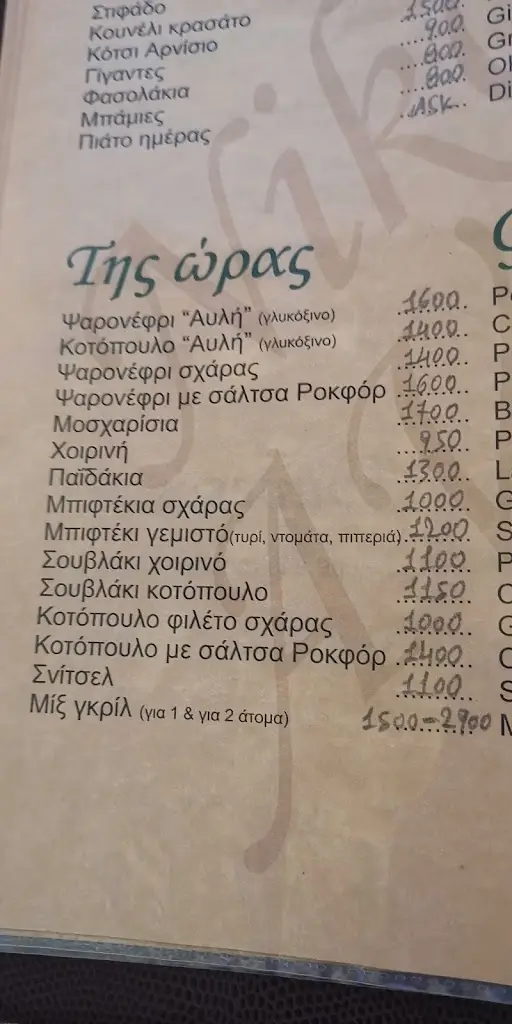 Στιφάδο
Κουνέλι κρασάτο
Κότσι Αρνίσιο 1500.
Γίγαντες ....900.
Φασολάκια ....800.
Μπάμιες ....800.
Πιάτο ημέρας ..ASK..
Της ώρας
Ψαρονέφρι “Αυλή” (γλυκόξινο) .1600.
Κοτόπουλο “Αυλή” (γλυκόξινο) .1400..
Ψαρονέφρι σχάρας .1400..
Ψαρονέφρι με σάλτσα Ροκφόρ .1600..
Μοσχαρίσια .1700..
Χοιρινή ....950..
Παϊδάκια .1300..
Μπιφτέκια σχάρας .1000..
Μπιφτέκι γεμιστό(τυρί, ντομάτα, πιπεριά) .1200
Σουβλάκι χοιρινό .1100
Σουβλάκι κοτόπουλο .1150.
Κοτόπουλο φιλέτο σχάρας .1000..
Κοτόπουλο με σάλτσα Ροκφόρ .1400..
Σνίτσελ .1100..
Μίξ γκρίλ (για 1 & για 2 άτομα) 1500-2900